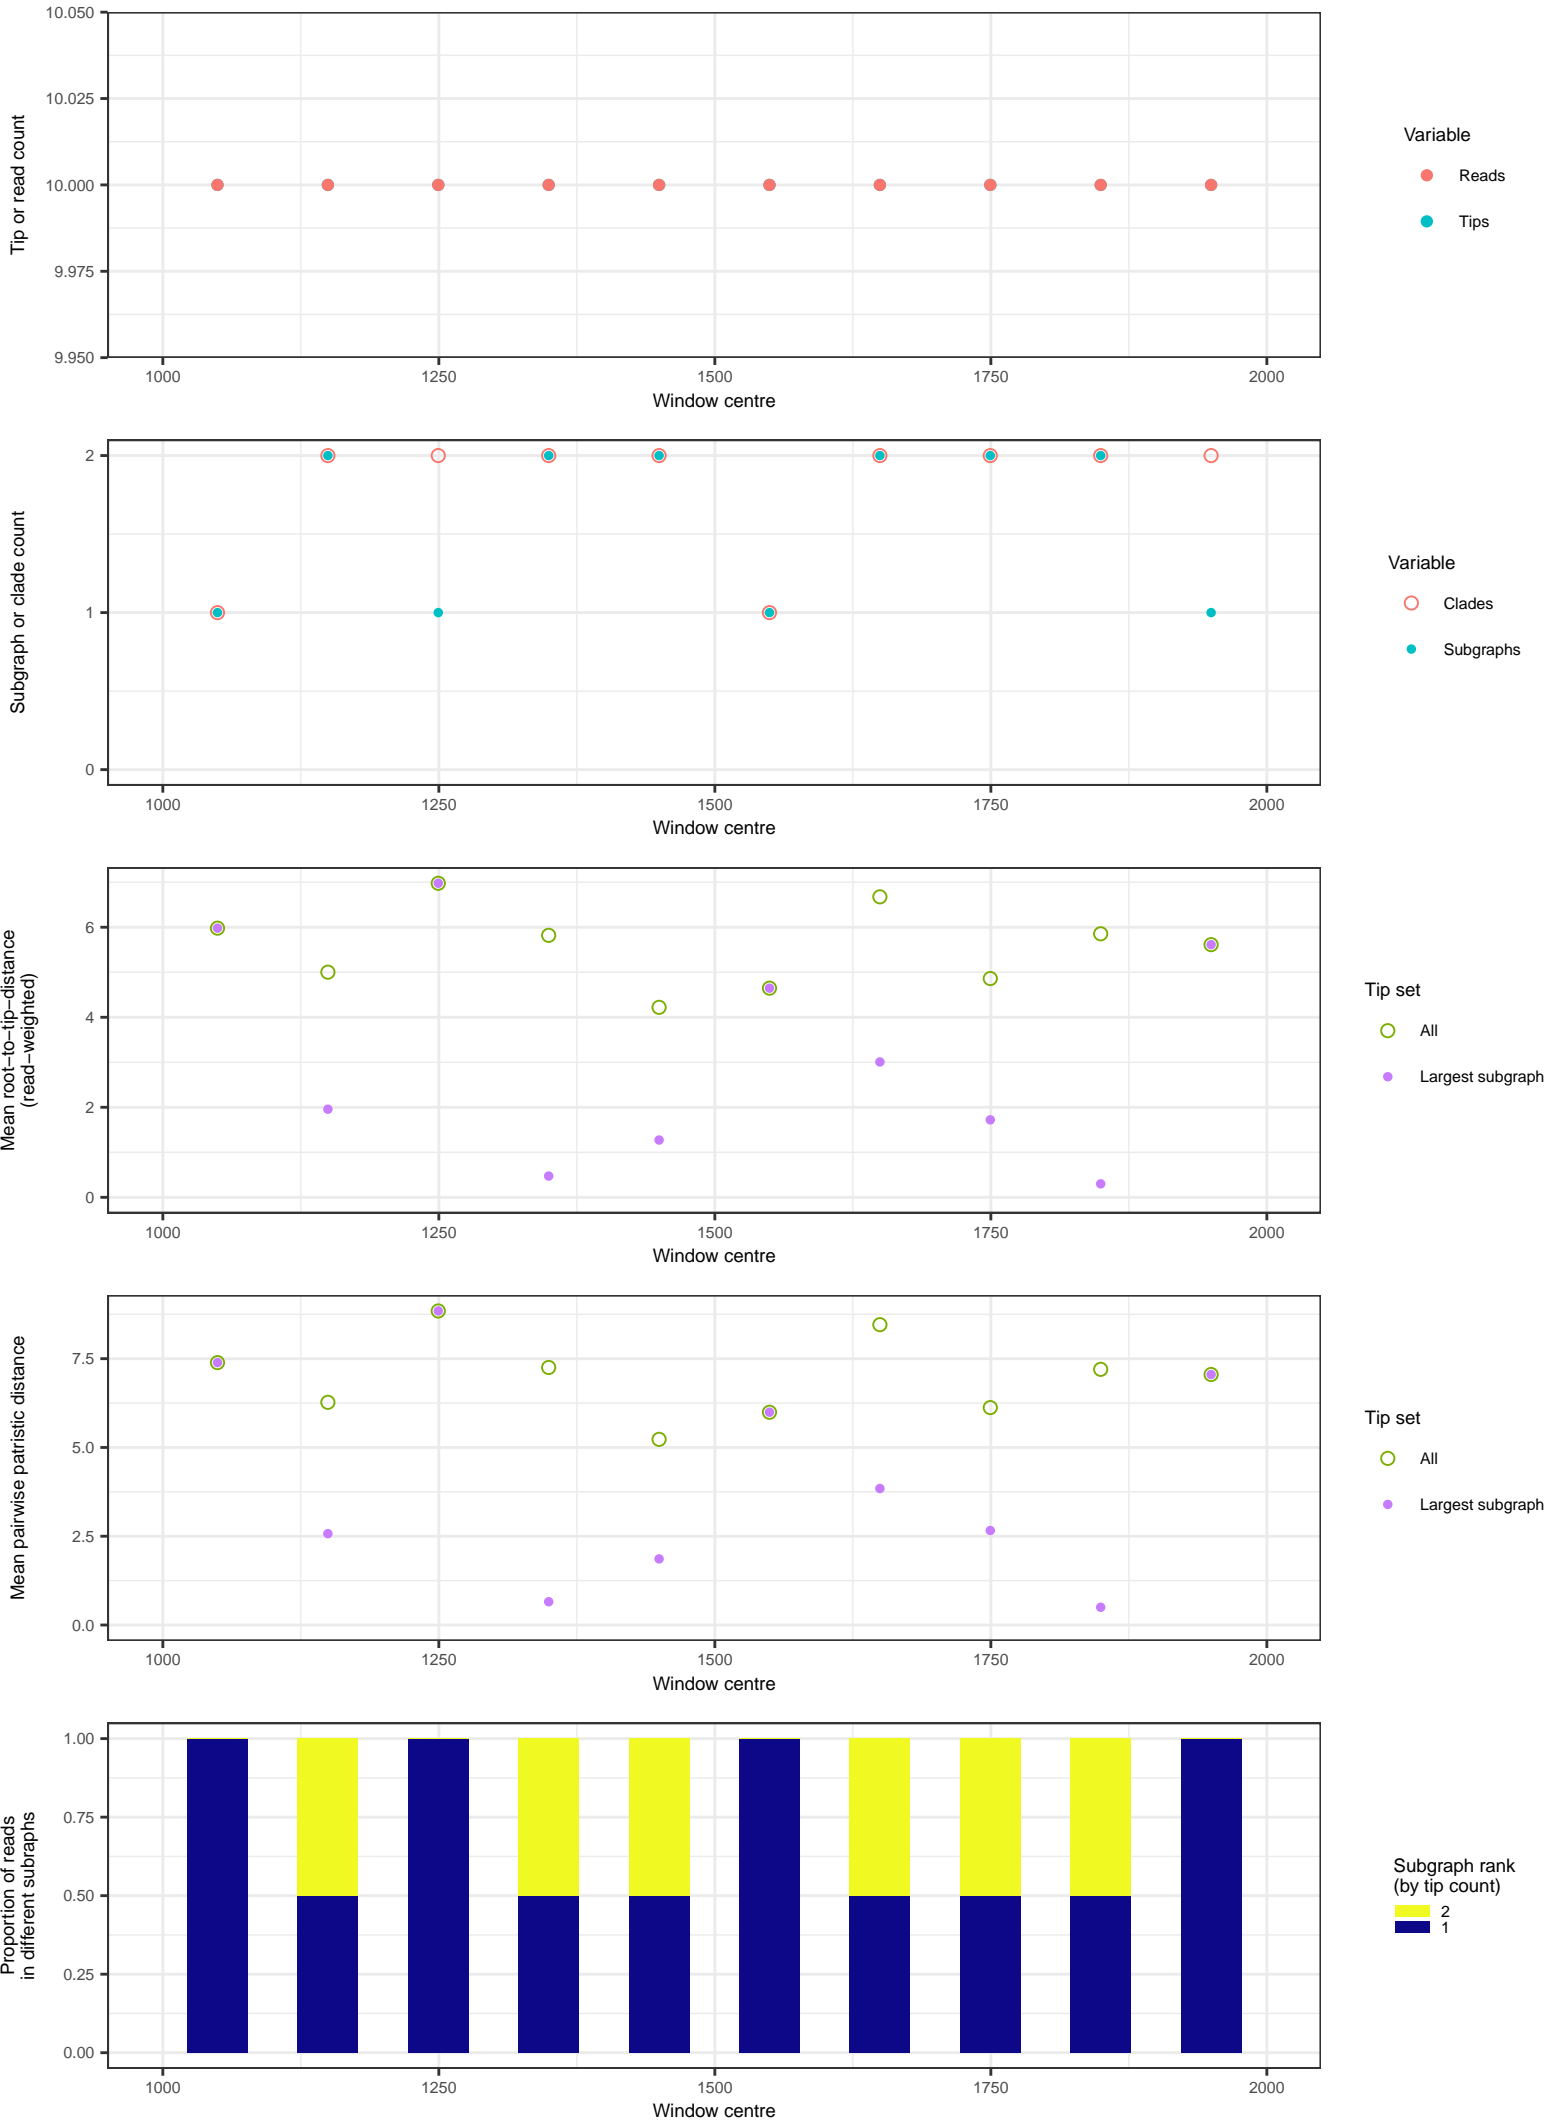 10.050
10.025
10.000
9.975
9.950
Tip or read count
1000 1250 1500 1750 2000
Window centre
Variable
Reads
Tips
2
1
0
Subgraph or clade count
1000 1250 1500 1750 2000
Window centre
Variable
Clades
Subgraphs
6
4
2
0
Mean root−to−tip−distance
(read−weighted)
1000 1250 1500 1750 2000
Window centre
Tip set
All
Largest subgraph
7.5
5.0
2.5
0.0
Mean pairwise patristic distance
1000 1250 1500 1750 2000
Window centre
Tip set
All
Largest subgraph
1.00
0.75
0.50
0.25
0.00
Proportion of reads
in different subraphs
1000 1250 1500 1750 2000
Window centre
Subgraph rank
(by tip count)
2
1